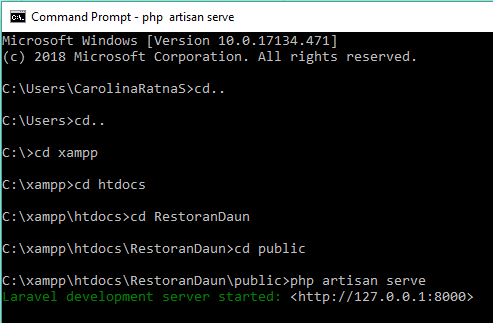 Command Prompt - php  artisan serve
Microsoft Windows [Version 10.0.17134.471]
(c) 2018 Microsoft Corporation. All rights reserved.
C:\Users\CarolinaRatnaS>cd..
C:\Users>cd..
C:\>cd xampp
C:\xampp>cd htdocs
C:\xampp\htdocs>cd RestoranDaun
C:\xampp\htdocs\RestoranDaun>cd public
C:\xampp\htdocs\RestoranDaun\public>php artisan serve
Laravel development server started: <http://127.0.0.1:8000>